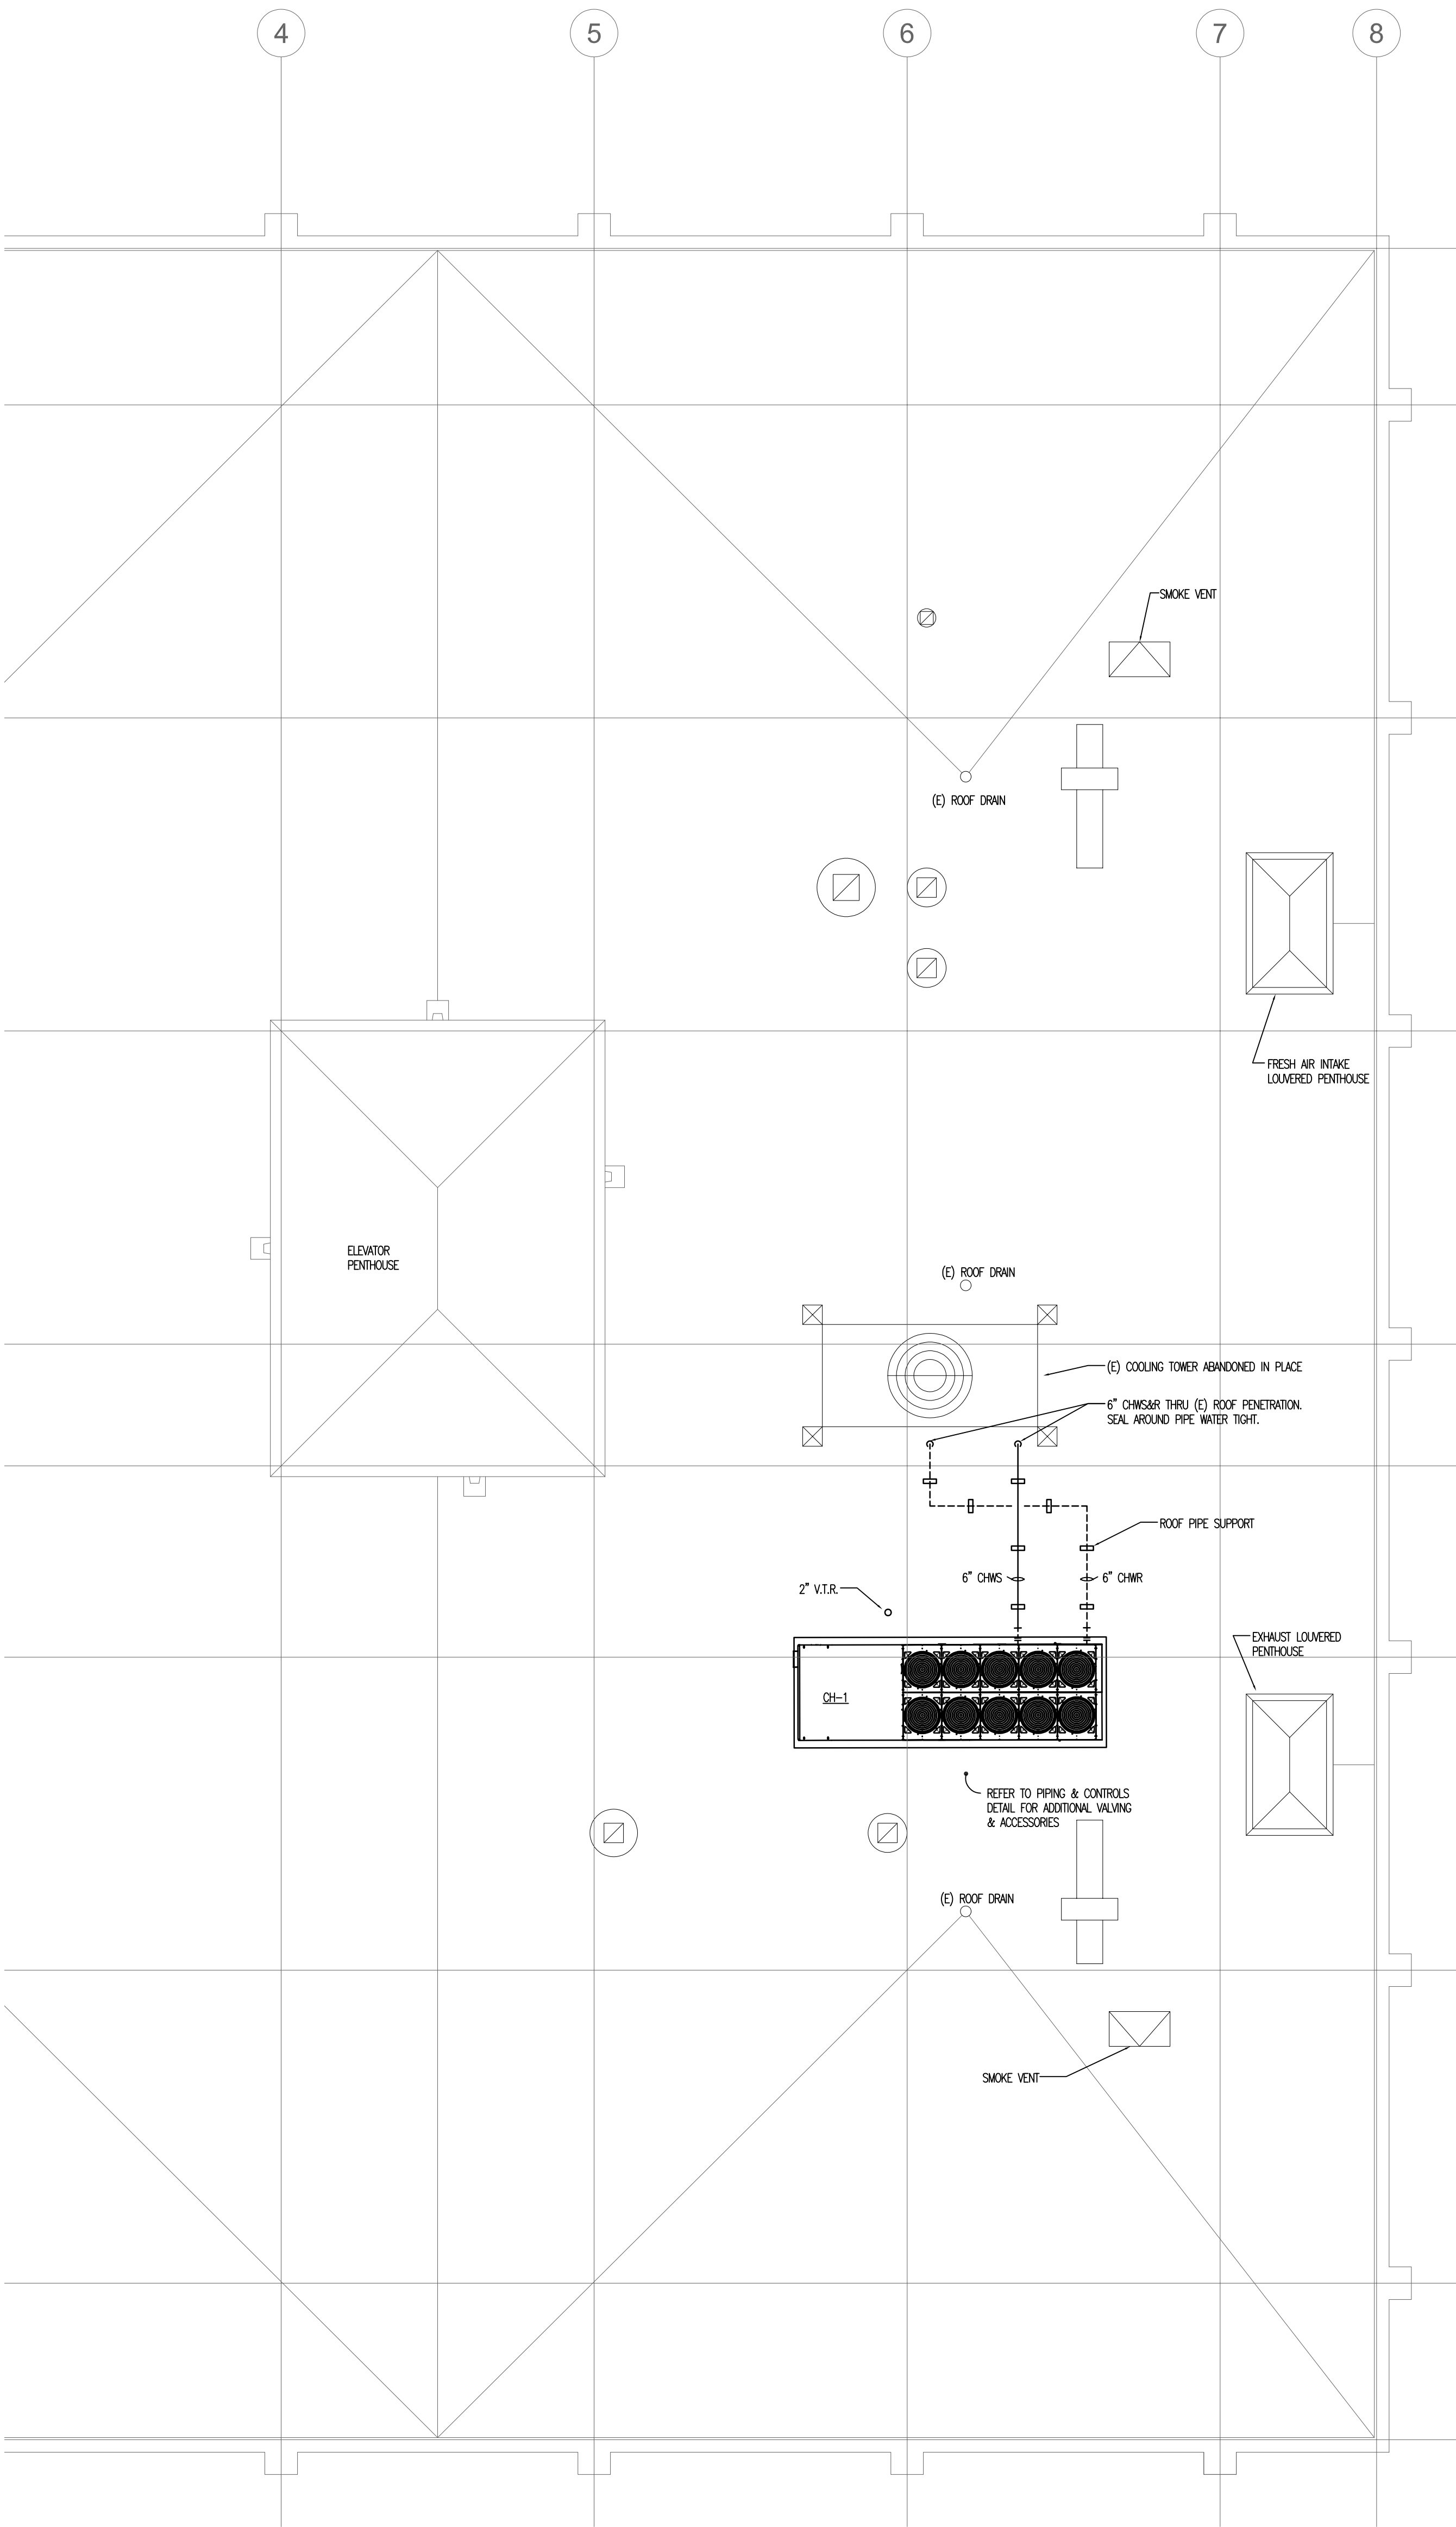 4
5
6
7
8
SMOKE VENT
(E) ROOF DRAIN
FRESH AIR INTAKE
LOUVERED PENTHOUSE
ELEVATOR
PENTHOUSE
(E) ROOF DRAIN
(E) COOLING TOWER ABANDONED IN PLACE
6" CHWS&R THRU (E) ROOF PENETRATION.
SEAL AROUND PIPE WATER TIGHT.
ROOF PIPE SUPPORT
6" CHWS
6" CHWR
2" V.T.R.
EXHAUST LOUVERED
PENTHOUSE
CH-1
REFER TO PIPING & CONTROLS
DETAIL FOR ADDITIONAL VALVING
& ACCESSORIES
(E) ROOF DRAIN
SMOKE VENT